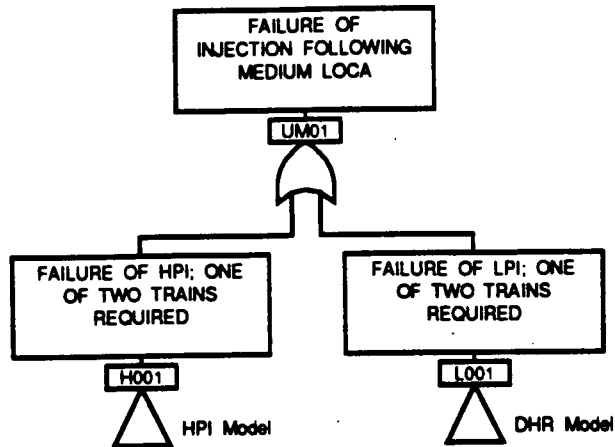 FAILURE OF
INJECTION FOLLOWING
MEDIUM LOCA
UM01
FAILURE OF HPI; ONE
OF TWO TRAINS
REQUIRED
FAILURE OF LPI; ONE
OF TWO TRAINS
REQUIRED
H001
L001
HPI Model
DHR Model